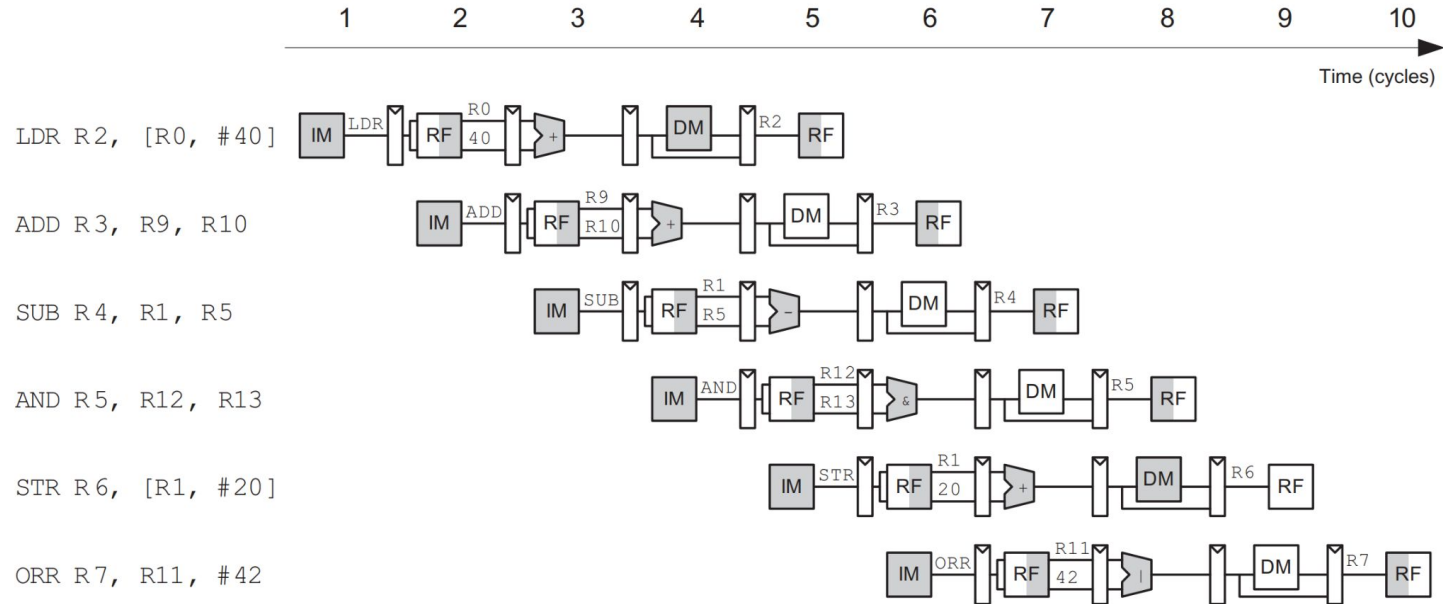 1 2 3 4 5 6 7 8 9 10
Time (cycles)
R0
LDR R2, [R0, #40] IM LDR RF 40 + DM R2 RF
R9
ADD R3, R9, R10 IM ADD RF R10 + DM R3 RF
R1
SUB R4, R1, R5 IM SUB RF R5 - DM R4 RF
R12
AND R5, R12, R13 IM AND RF R13 & DM R5 RF
R1
STR R6, [R1, #20] IM STR RF 20 + DM R6 RF
R11
ORR R7, R11, #42 IM ORR RF 42 | DM R7 RF